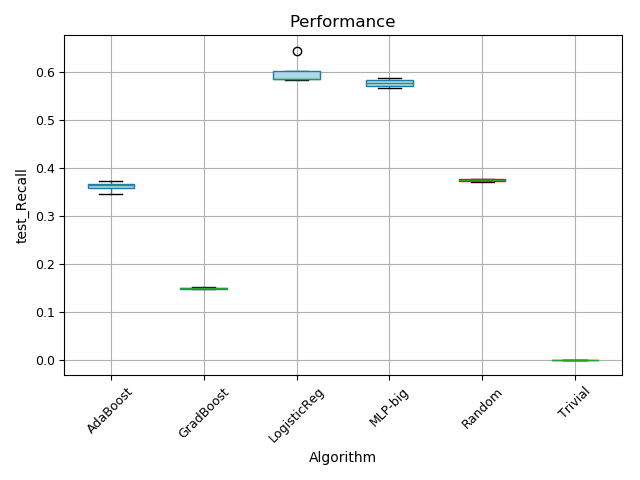 Performance
test_Recall
0.6
0.5
0.4
0.3
0.2
0.1
0.0
AdaBoost
GradBoost
LogisticReg
MLP-big
Random
Trivial
Algorithm